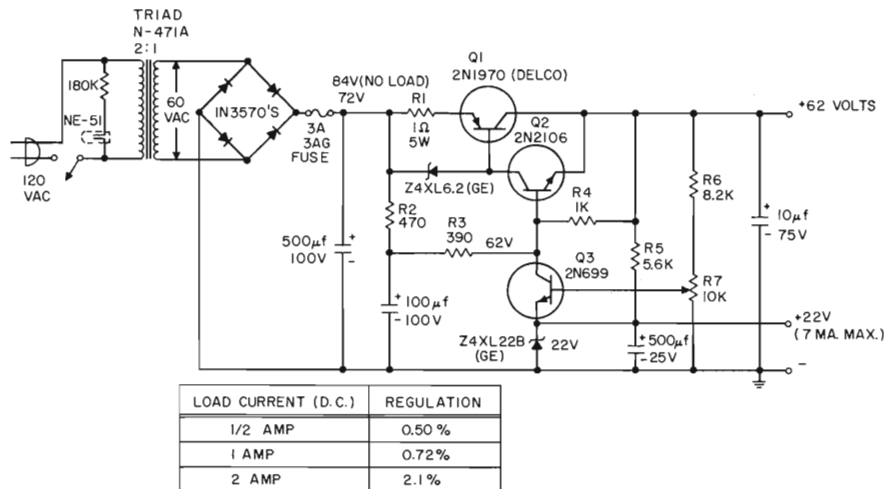 TRIAD
N-471A
2:1
180K
NE-51
120
VAC
60
VAC
IN3570'S
3A
3AG
FUSE
84V(NO LOAD)
72V
R1
1Ω
5W
Q1
2N1970 (DELCO)
Q2
2N2106
Z4XL6.2(GE)
R2
470
R3
390
62V
R4
1K
R5
5.6K
Q3
2N699
R6
8.2K
R7
10K
+
10µf
- 75V
+62 VOLTS
500µf
100V
+
-
+
100µf
-100V
Z4XL22B
(GE)
22V
+
500µf
-25V
+22V
(7 MA. MAX.)
-
LOAD CURRENT (D.C.) REGULATION
1/2 AMP 0.50 %
1 AMP 0.72%
2 AMP 2.1 %